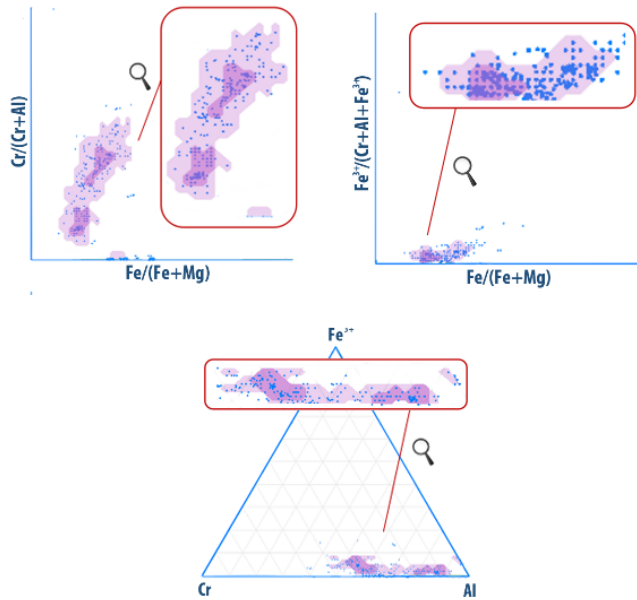 Cr/(Cr+Al)
Fe/(Fe+Mg)
Fe³⁺/(Cr+Al+Fe³⁺)
Fe/(Fe+Mg)
Fe³⁺
Cr
Al